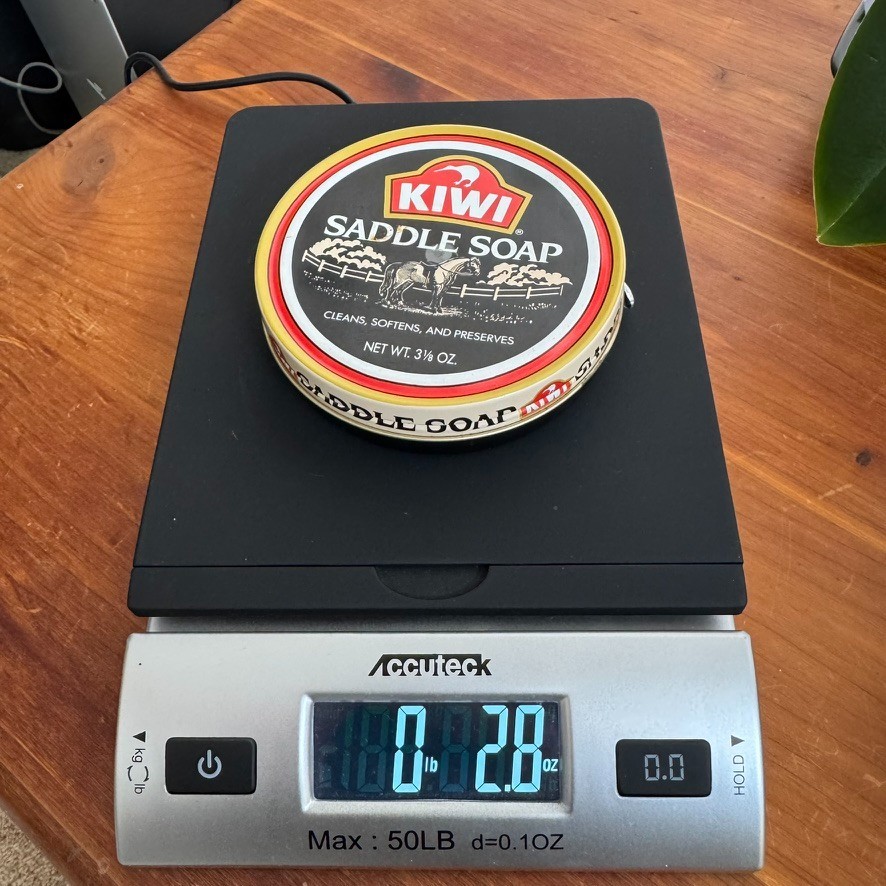 KIWI
®
SADDLE SOAP
CLEANS, SOFTENS, AND PRESERVES
NET WT. 3⅛ OZ.
SADDLE SOAP KIWI
Accuteck
0 lb 2.8 oz
kg lb
0.0
HOLD
Max : 50LB d=0.1OZ